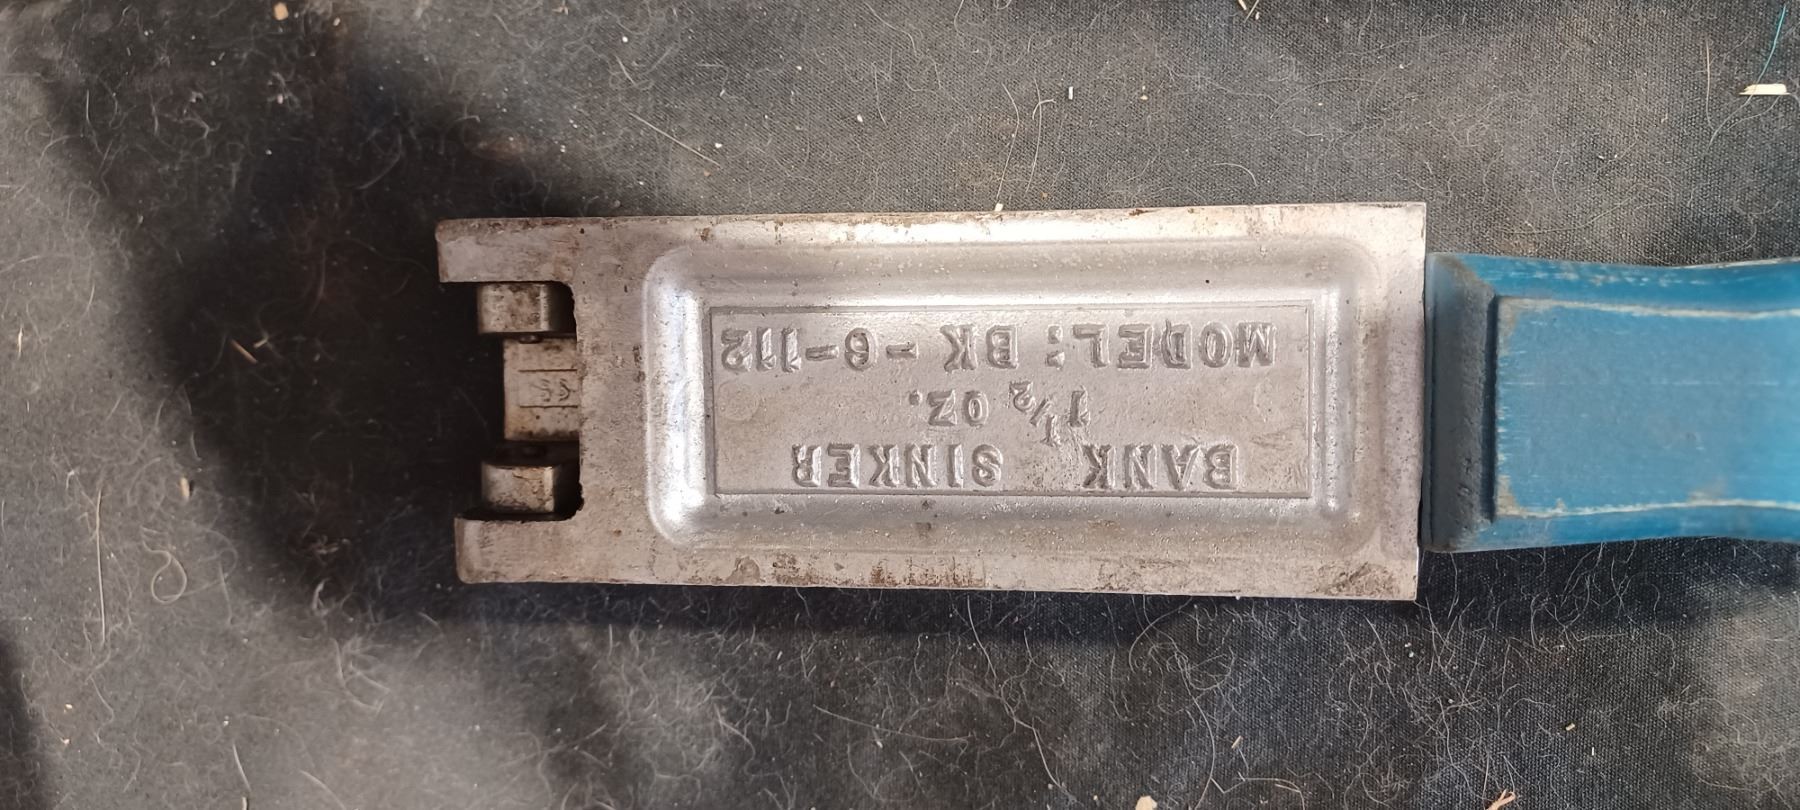 BANK SINKER
1 1/2 OZ.
MODEL: BK-6-112